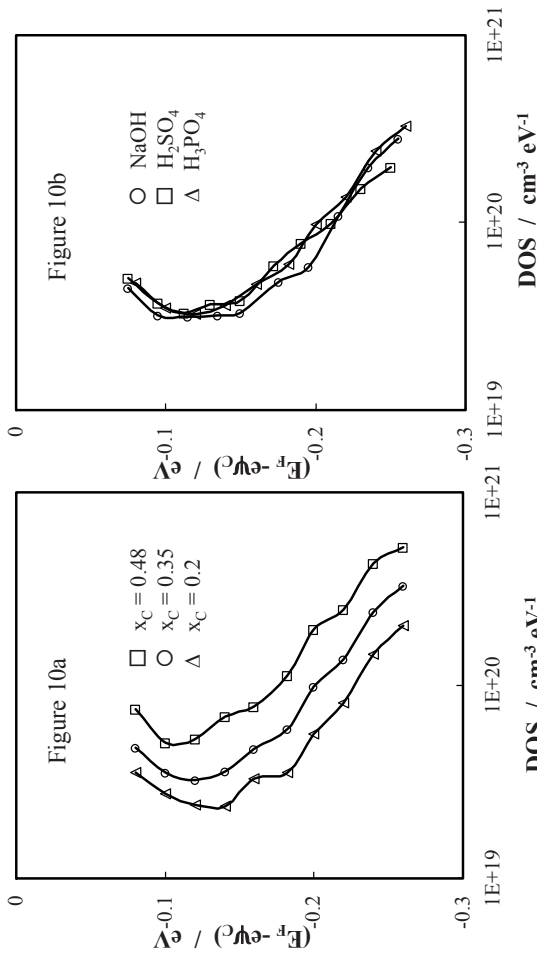 Figure 10a
x_C = 0.48
x_C = 0.35
x_C = 0.2
0
-0.1
-0.2
-0.3
(E_F -eψ_C) / eV
1E+19
1E+20
1E+21
DOS / cm⁻³ eV⁻¹
Figure 10b
NaOH
H₂SO₄
H₃PO₄
0
-0.1
-0.2
-0.3
(E_F -eψ_C) / eV
1E+19
1E+20
1E+21
DOS / cm⁻³ eV⁻¹